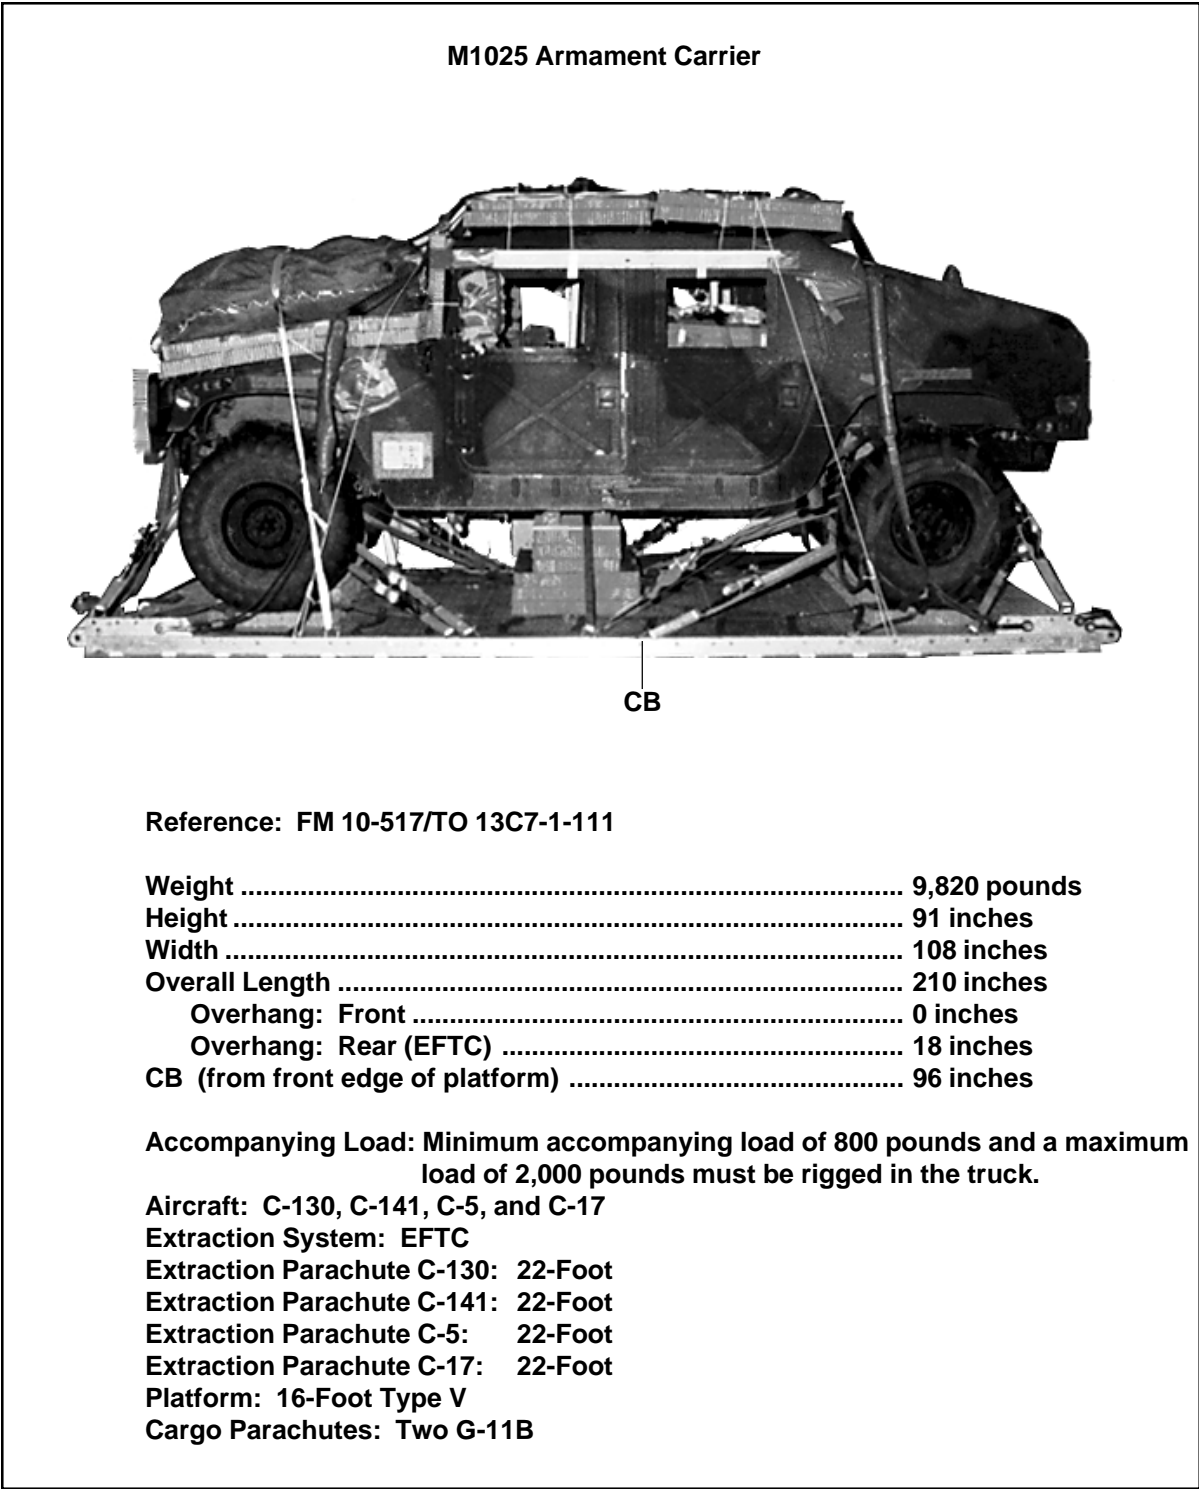 M1025 Armament Carrier
CB
Reference: FM 10-517/TO 13C7-1-111
Weight ........................................................................................ 9,820 pounds
Height ......................................................................................... 91 inches
Width .......................................................................................... 108 inches
Overall Length ........................................................................... 210 inches
Overhang: Front ................................................................. 0 inches
Overhang: Rear (EFTC) ..................................................... 18 inches
CB (from front edge of platform) ............................................ 96 inches
Accompanying Load: Minimum accompanying load of 800 pounds and a maximum
load of 2,000 pounds must be rigged in the truck.
Aircraft: C-130, C-141, C-5, and C-17
Extraction System: EFTC
Extraction Parachute C-130: 22-Foot
Extraction Parachute C-141: 22-Foot
Extraction Parachute C-5: 22-Foot
Extraction Parachute C-17: 22-Foot
Platform: 16-Foot Type V
Cargo Parachutes: Two G-11B